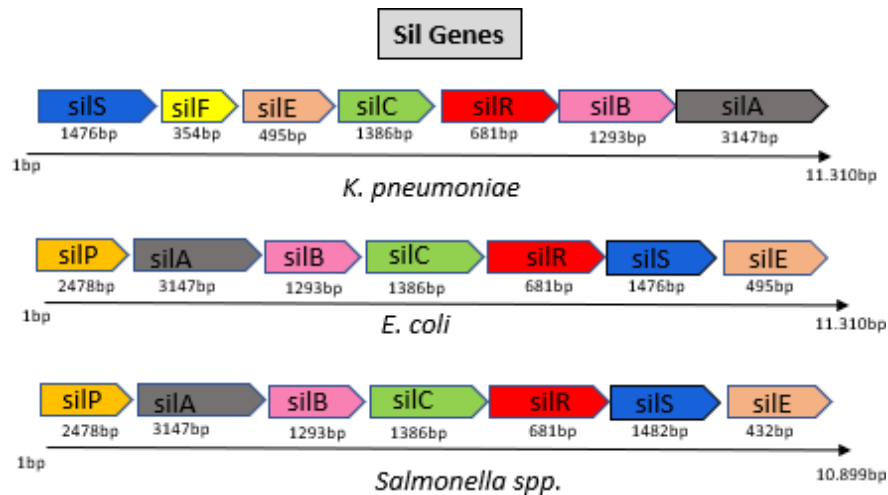 Sil Genes
silS silF silE silC silR silB silA
1476bp 354bp 495bp 1386bp 681bp 1293bp 3147bp
1bp 11.310bp
K. pneumoniae
silP silA silB silC silR silS silE
2478bp 3147bp 1293bp 1386bp 681bp 1476bp 495bp
1bp 11.310bp
E. coli
silP silA silB silC silR silS silE
2478bp 3147bp 1293bp 1386bp 681bp 1482bp 432bp
1bp 10.899bp
Salmonella spp.